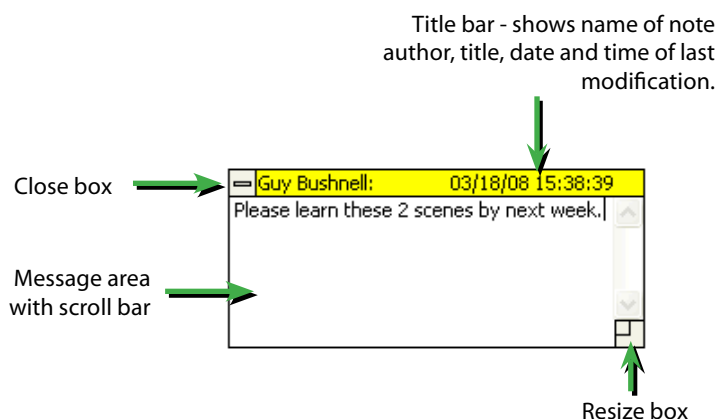 Title bar - shows name of note
author, title, date and time of last
modification.
Close box
Guy Bushnell: 03/18/08 15:38:39
Please learn these 2 scenes by next week.
Message area
with scroll bar
Resize box